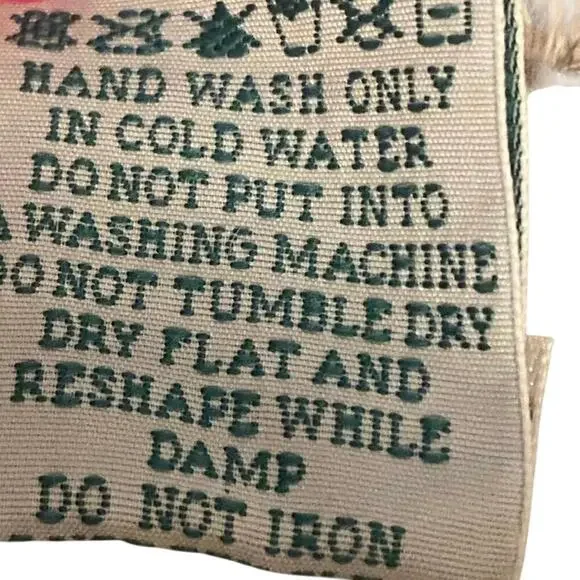 HAND WASH ONLY
IN COLD WATER
DO NOT PUT INTO
A WASHING MACHINE
DO NOT TUMBLE DRY
DRY FLAT AND
RESHAPE WHILE
DAMP
DO NOT IRON